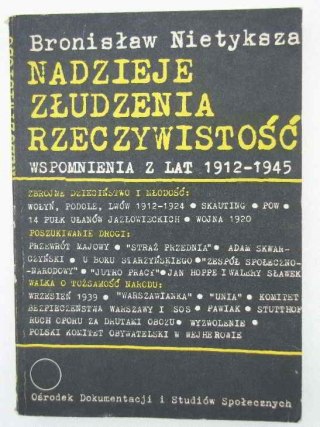 Bronisław Nietyksza
NADZIEJE
ZŁUDZENIA
RZECZYWISTOŚĆ
WSPOMNIENIA Z LAT 1912-1945
ZBROJNE DZIECIŃSTWO I MŁODOŚĆ:
WOŁYŃ, PODOLE, LWÓW 1912-1924 ● SKAUTING ● POW ●
14 PUŁK UŁANÓW JAZŁOWIECKICH ● WOJNA 1920
POSZUKIWANIE DROGI:
PRZEWRÓT MAJOWY ● "STRAŻ PRZEDNIA" ● ADAM SKWAR-
CZYŃSKI ● U BOKU STARZYŃSKIEGO ● "ZESPÓŁ SPOŁECZNO-
-NARODOWY" ● "JUTRO PRACY" ● JAN HOPPE I WALERY SŁAWEK
WALKA O TOŻSAMOŚĆ NARODU:
WRZESIEŃ 1939 ● "WARSZAWIANKA" ● "UNIA" ● KOMITET
BEZPIECZEŃSTWA WARSZAWY I SOS ● PAWIAK ● STUTTHOF
RUCH OPORU ZA DRUTAMI OBOZU ● WYZWOLENIE ●
POLSKI KOMITET OBYWATELSKI W WEJHEROWIE
Ośrodek Dokumentacji i Studiów Społecznych